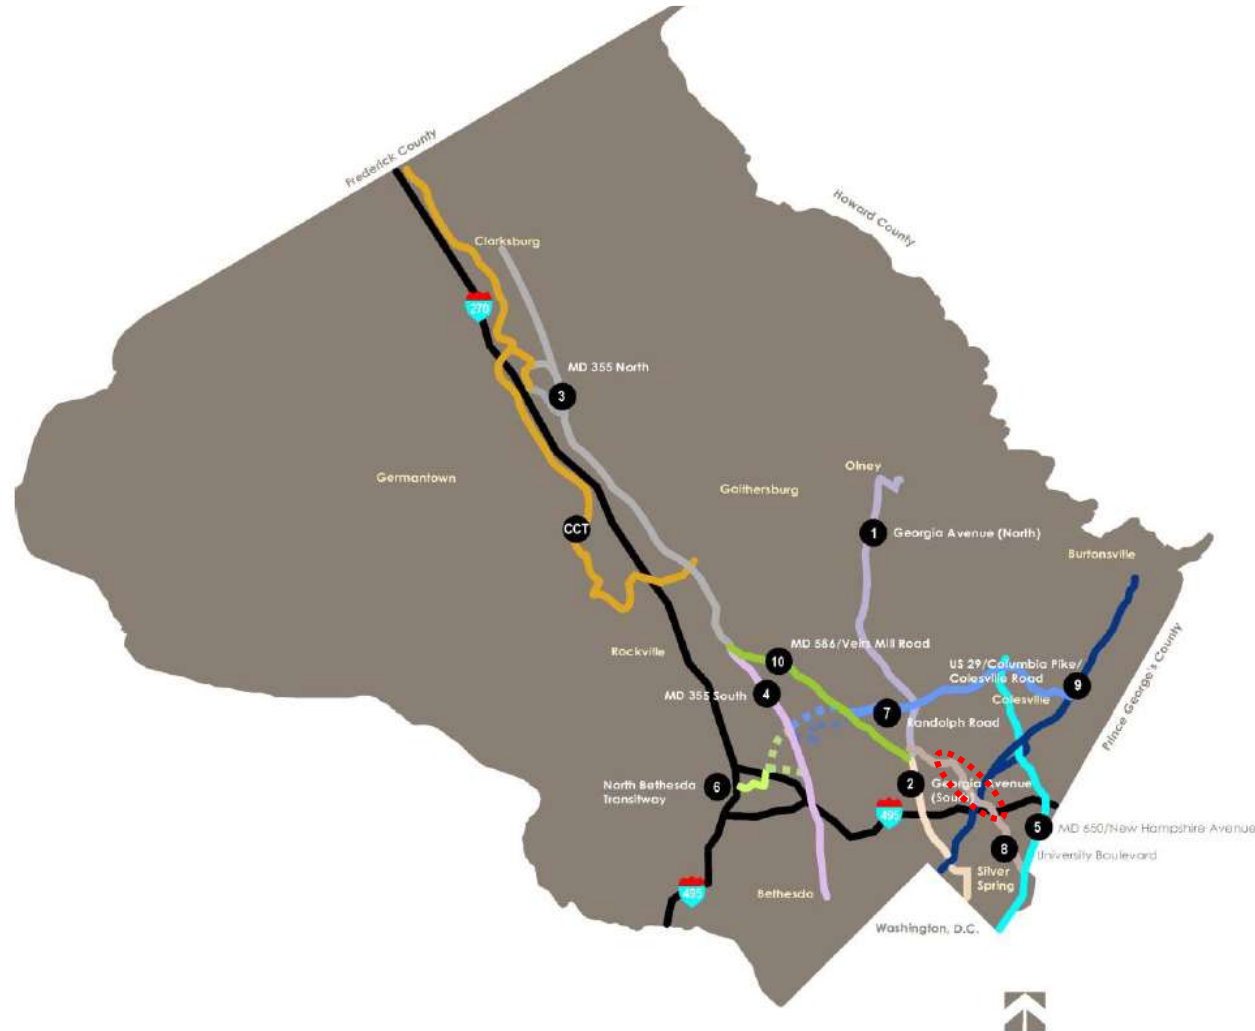 Frederick County
Howard County
Clarksburg
270
MD 355 North
3
Germantown
Gaithersburg
Olney
CCT
1
Georgia Avenue (North)
Burtonsville
Rockville
MD 586/Veirs Mill Road
10
US 29/Columbia Pike/
Colesville Road
9
MD 355 South
4
Colesville
7
Randolph Road
Prince George's County
North Bethesda
Transitway
6
2
Georgia Avenue
(South)
495
5
MD 650/New Hampshire Avenue
8
University Boulevard
Silver
Spring
495
Bethesda
Washington, D.C.